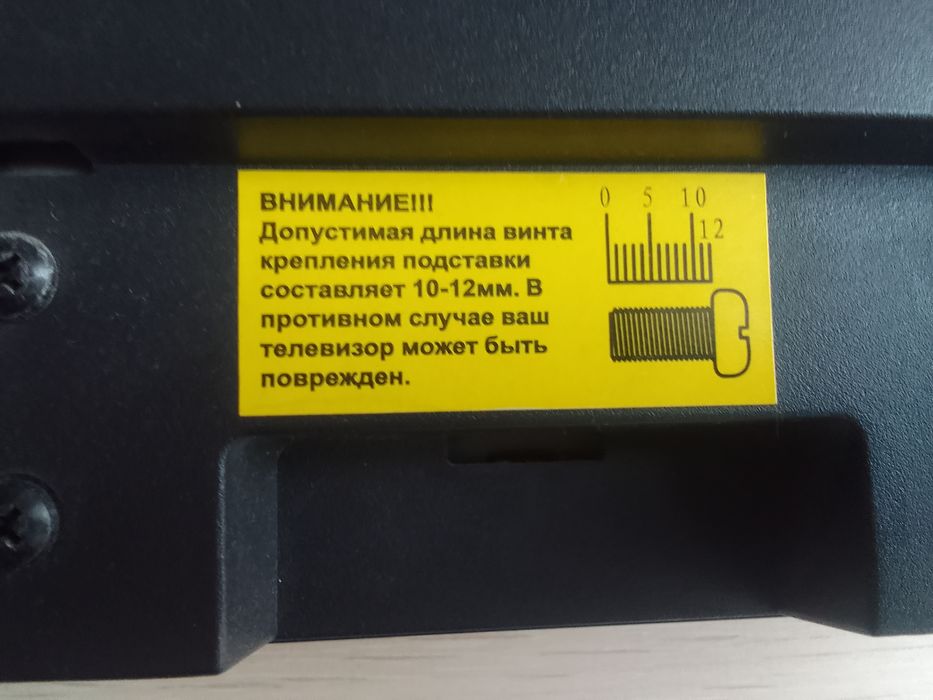 ВНИМАНИЕ!!!
Допустимая длина винта
крепления подставки
составляет 10-12мм. В
противном случае ваш
телевизор может быть
поврежден.
0 5 10
12